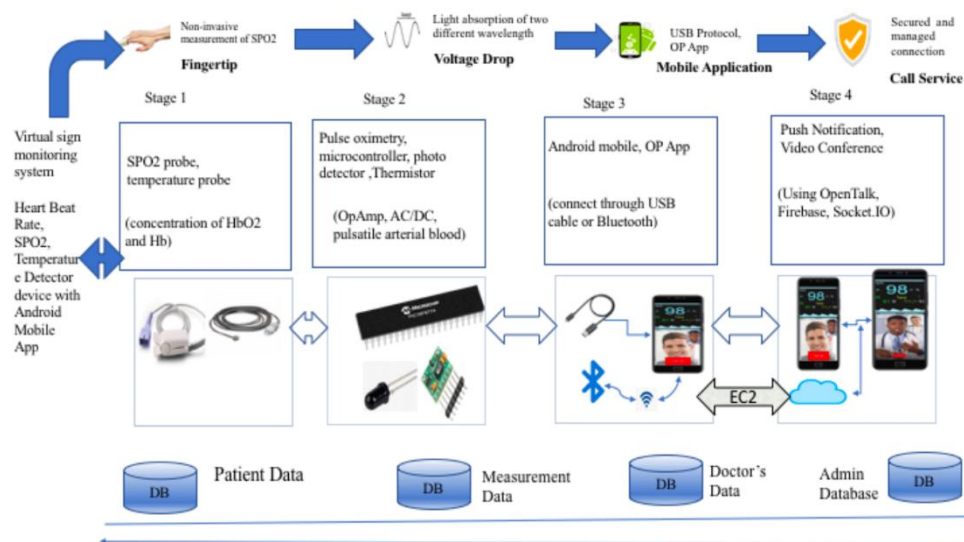 Non-invasive
measurement of SPO2
Fingertip
Light absorption of two
different wavelength
Voltage Drop
USB Protocol,
OP App
Mobile Application
Secured and
managed
connection
Call Service
Stage 1
Stage 2
Stage 3
Stage 4
Virtual sign
monitoring
system
Heart Beat
Rate,
SPO2,
Temperatur
e Detector
device with
Android
Mobile
App
SPO2 probe,
temperature probe
(concentration of HbO2
and Hb)
Pulse oximetry,
microcontroller, photo
detector ,Thermistor
(OpAmp, AC/DC,
pulsatile arterial blood)
Android mobile, OP App
(connect through USB
cable or Bluetooth)
Push Notification,
Video Conference
(Using OpenTalk,
Firebase, Socket.IO)
98
98
98
EC2
DB
Patient Data
DB
Measurement
Data
DB
Doctor's
Data
Admin
Database
DB